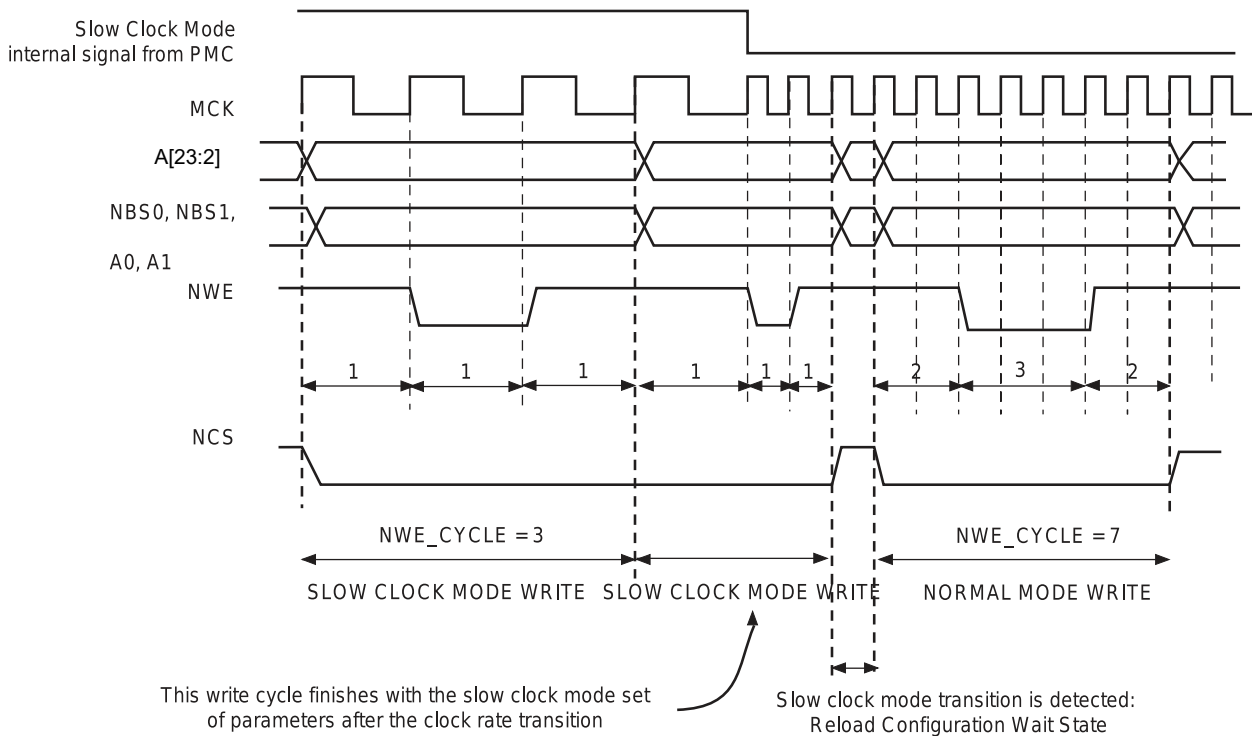 Slow Clock Mode
internal signal from PMC
MCK
A[23:2]
NBS0, NBS1,
A0, A1
NWE
1 1 1 1 1 1 2 3 2
NCS
NWE_CYCLE = 3 NWE_CYCLE = 7
SLOW CLOCK MODE WRITE SLOW CLOCK MODE WRITE NORMAL MODE WRITE
This write cycle finishes with the slow clock mode set
of parameters after the clock rate transition
Slow clock mode transition is detected:
Reload Configuration Wait State